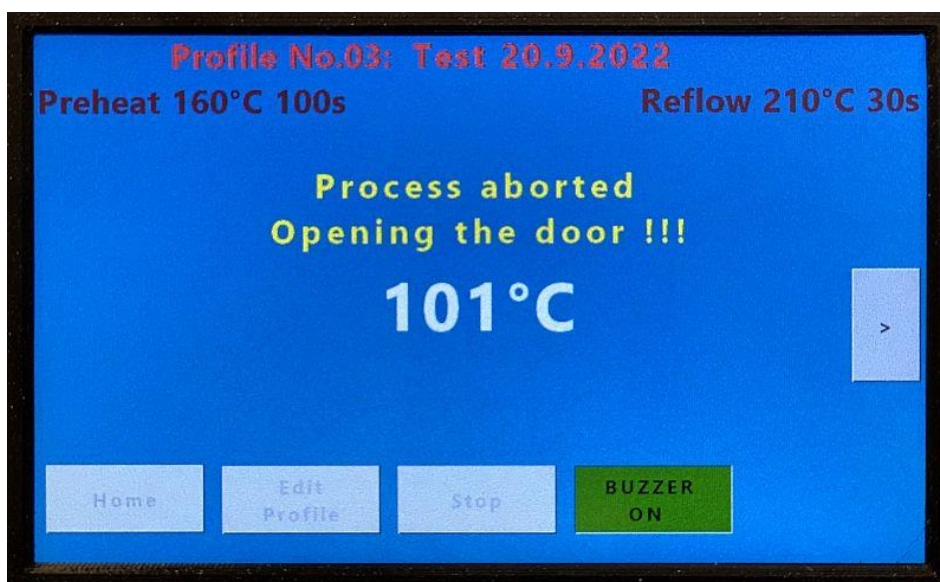 Profile No.03: Test 20.9.2022
Preheat 160°C 100s
Reflow 210°C 30s
Process aborted
Opening the door !!!
101°C
>
Home
Edit
Profile
Stop
BUZZER
ON